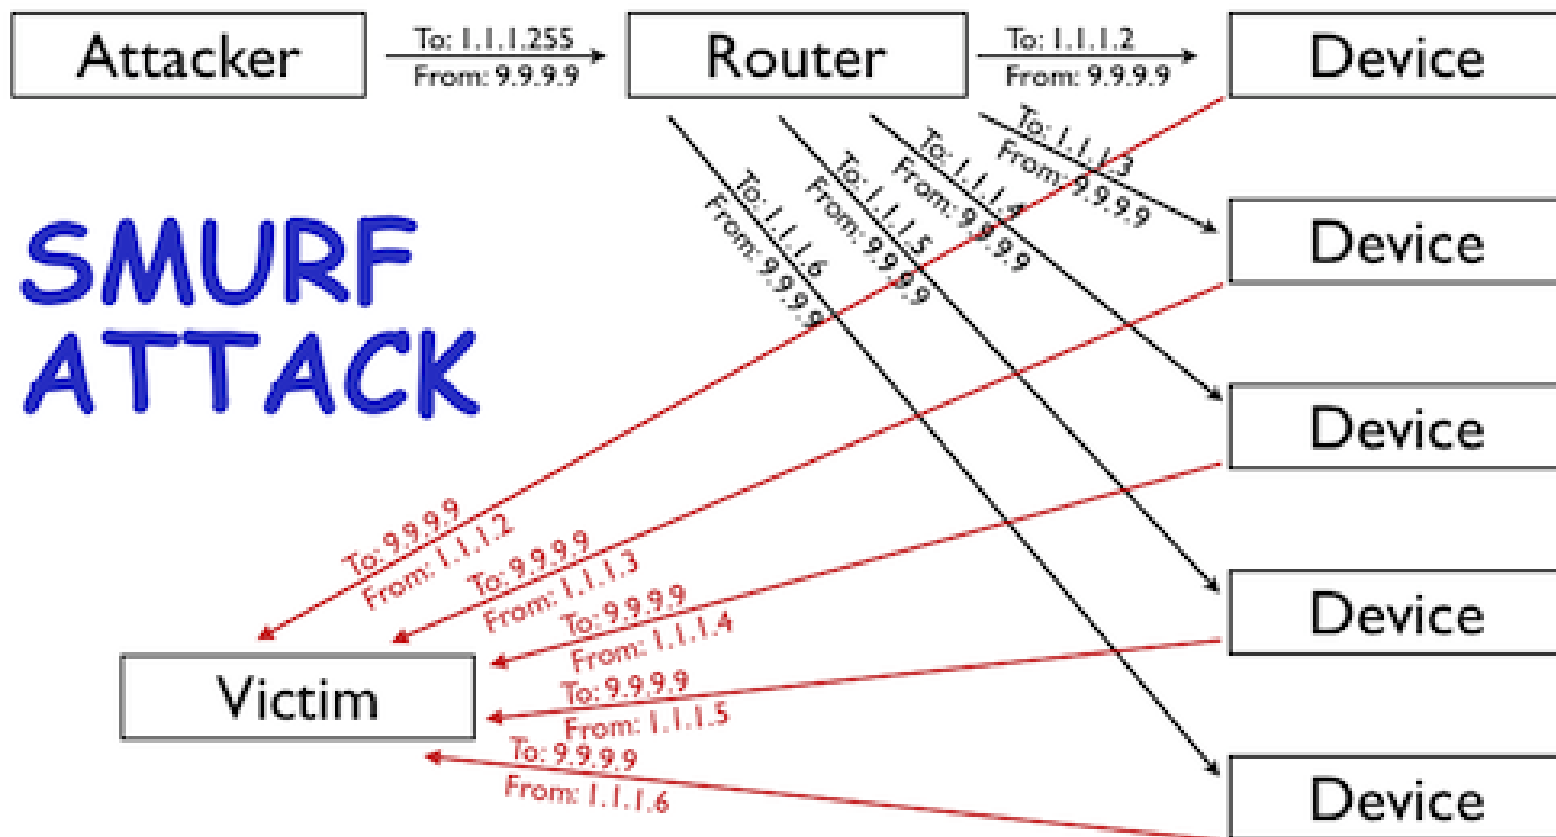 Attacker
To: 1.1.1.255
From: 9.9.9.9
Router
To: 1.1.1.2
From: 9.9.9.9
Device
To: 1.1.1.3
From: 9.9.9.9
To: 1.1.1.4
From: 9.9.9.9
To: 1.1.1.5
From: 9.9.9.9
To: 1.1.1.6
From: 9.9.9.9
Device
SMURF
ATTACK
Device
To: 9.9.9.9
From: 1.1.1.2
To: 9.9.9.9
From: 1.1.1.3
To: 9.9.9.9
From: 1.1.1.4
Device
To: 9.9.9.9
From: 1.1.1.5
Victim
To: 9.9.9.9
From: 1.1.1.6
Device